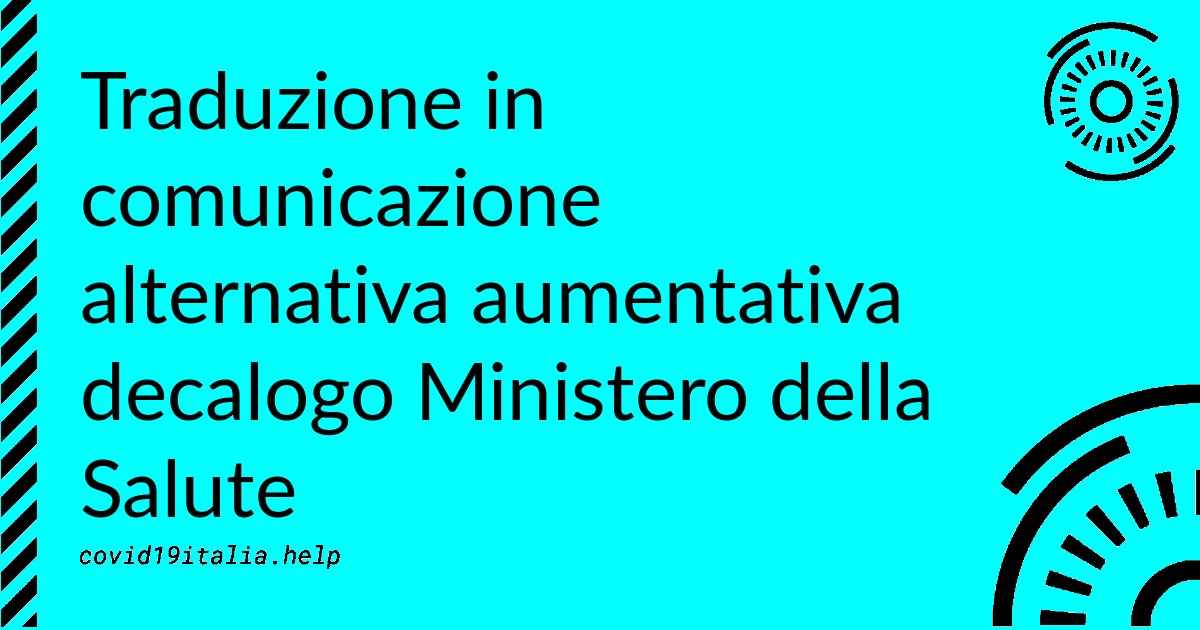 Traduzione in
comunicazione
alternativa aumentativa
decalogo Ministero della
Salute
covid19italia.help